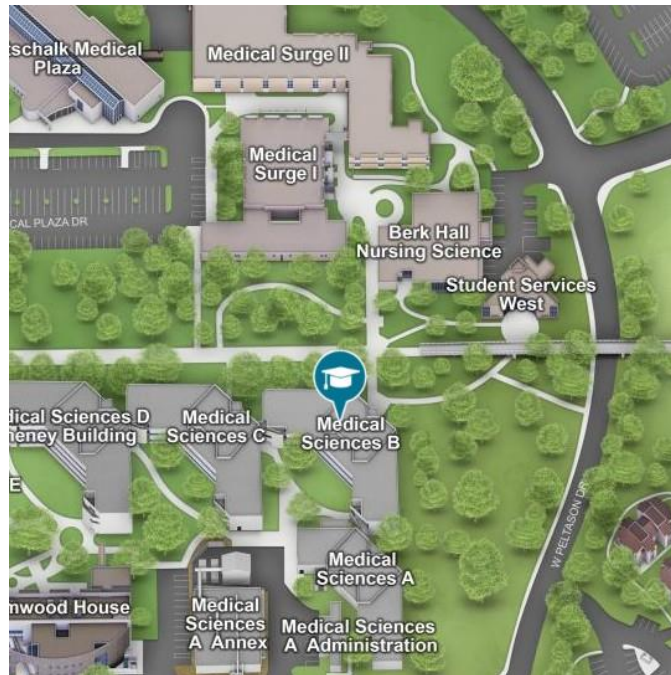 tschalk Medical
Plaza
Medical Surge II
Medical
Surge I
CAL PLAZA DR
Berk Hall
Nursing Science
Student Services
West
dical Sciences D
heney Building
Medical
Sciences C
Medical
Sciences B
E
W PELTASON DR
Medical
Sciences A
mwood House
Medical
Sciences
A Annex
Medical Sciences
A Administration